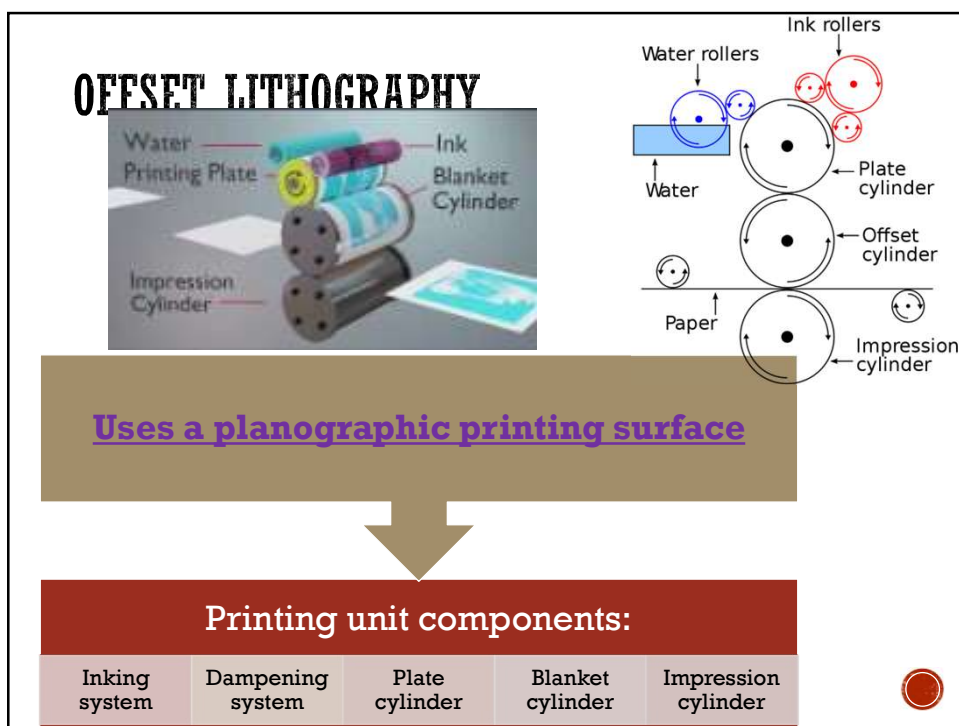 OFFSET LITHOGRAPHY
Water
Printing Plate
Ink
Blanket
Cylinder
Impression
Cylinder
Ink rollers
Water rollers
Water
Plate
cylinder
Offset
cylinder
Paper
Impression
cylinder
Uses a planographic printing surface
Printing unit components:
Inking
system
Dampening
system
Plate
cylinder
Blanket
cylinder
Impression
cylinder